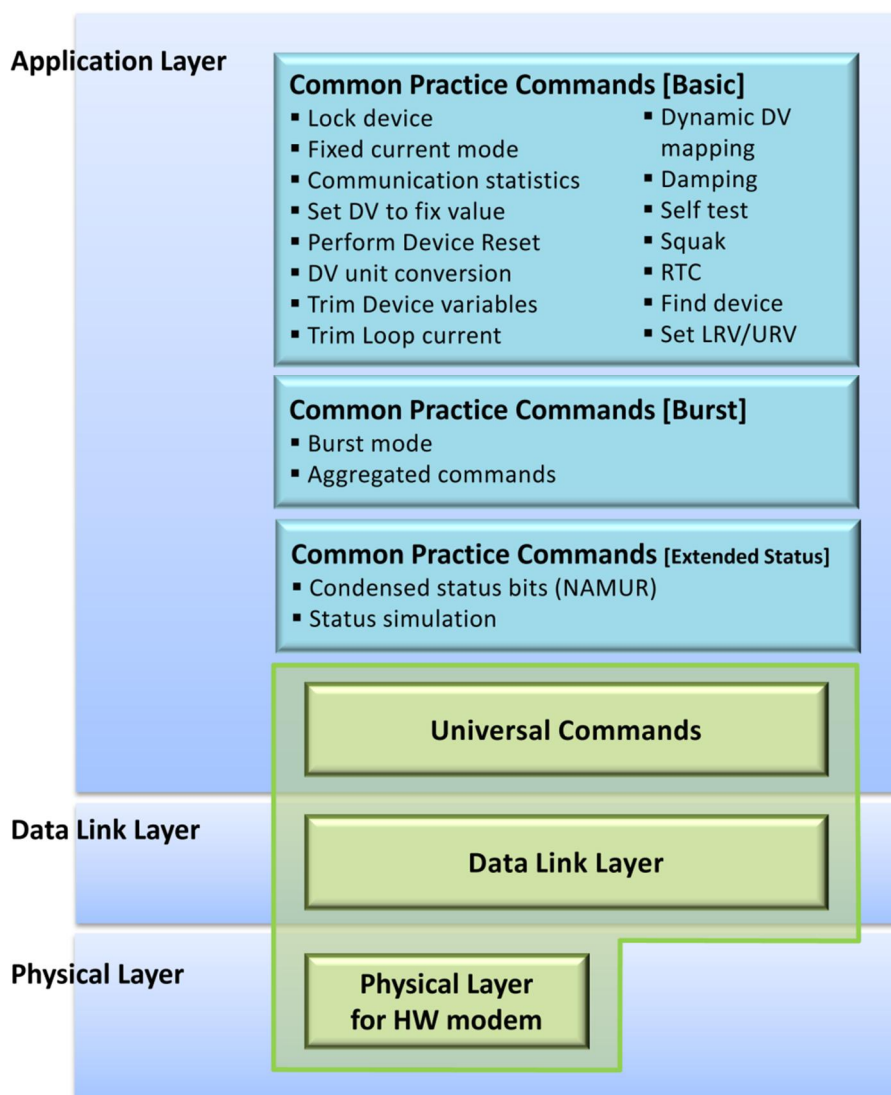 Application Layer
Common Practice Commands [Basic]
▪ Lock device
▪ Fixed current mode
▪ Communication statistics
▪ Set DV to fix value
▪ Perform Device Reset
▪ DV unit conversion
▪ Trim Device variables
▪ Trim Loop current
▪ Dynamic DV
mapping
▪ Damping
▪ Self test
▪ Squak
▪ RTC
▪ Find device
▪ Set LRV/URV
Common Practice Commands [Burst]
▪ Burst mode
▪ Aggregated commands
Common Practice Commands [Extended Status]
▪ Condensed status bits (NAMUR)
▪ Status simulation
Universal Commands
Data Link Layer
Data Link Layer
Physical Layer
Physical Layer
for HW modem